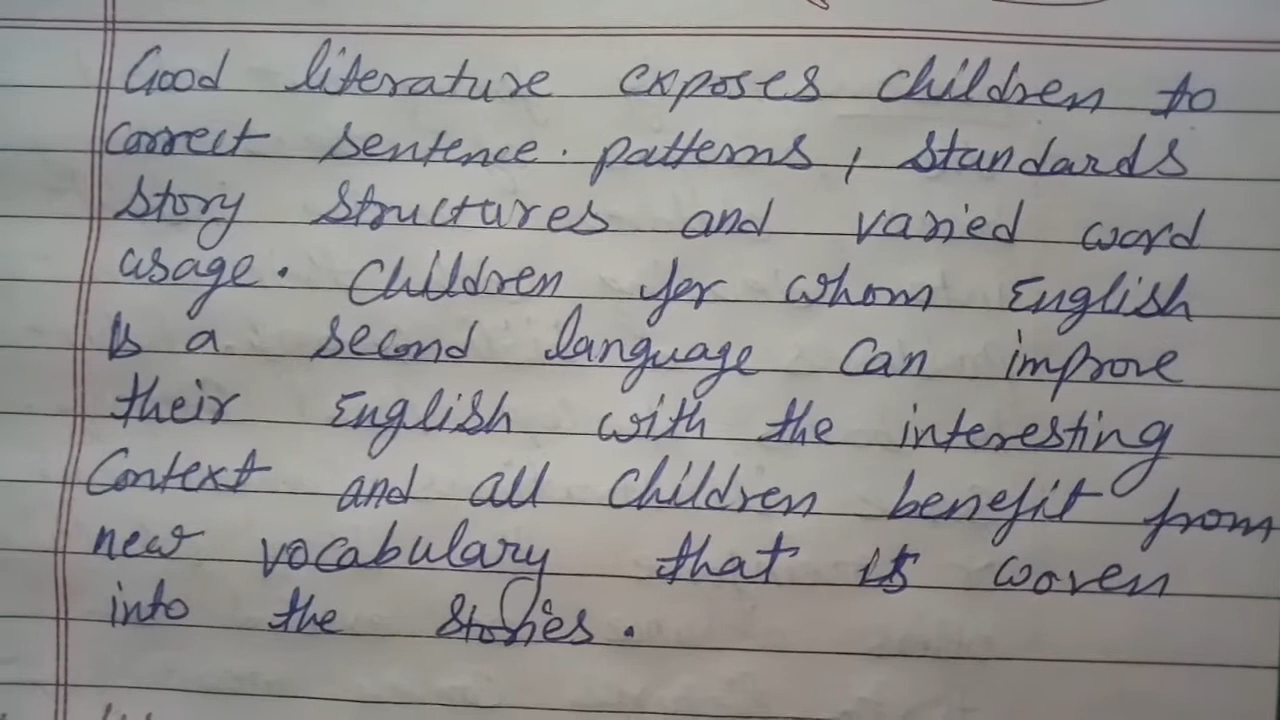 Good literature exposes children to
correct sentence. patterns, standards
story structures and varied word
usage. Children for whom English
is a second language can improve
their English with the interesting
Context and all children benefit from
new vocabulary that is woven
into the stories.